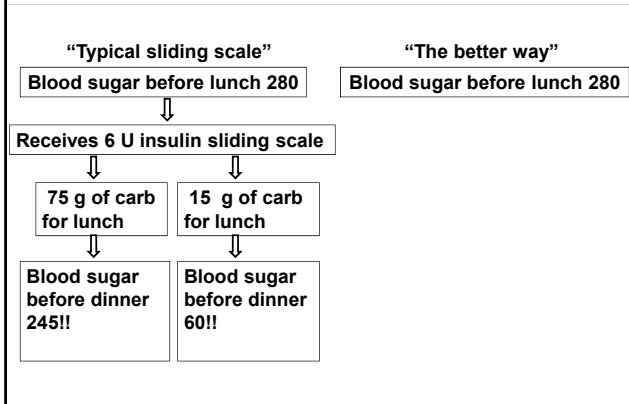 “Typical sliding scale”
Blood sugar before lunch 280
Receives 6 U insulin sliding scale
75 g of carb
for lunch
15 g of carb
for lunch
Blood sugar
before dinner
245!!
Blood sugar
before dinner
60!!
“The better way”
Blood sugar before lunch 280